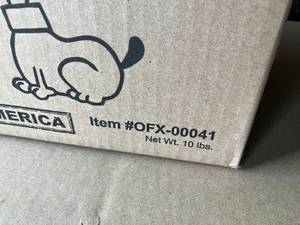 MERICA
Item #OFX-00041
Net Wt. 10 lbs.